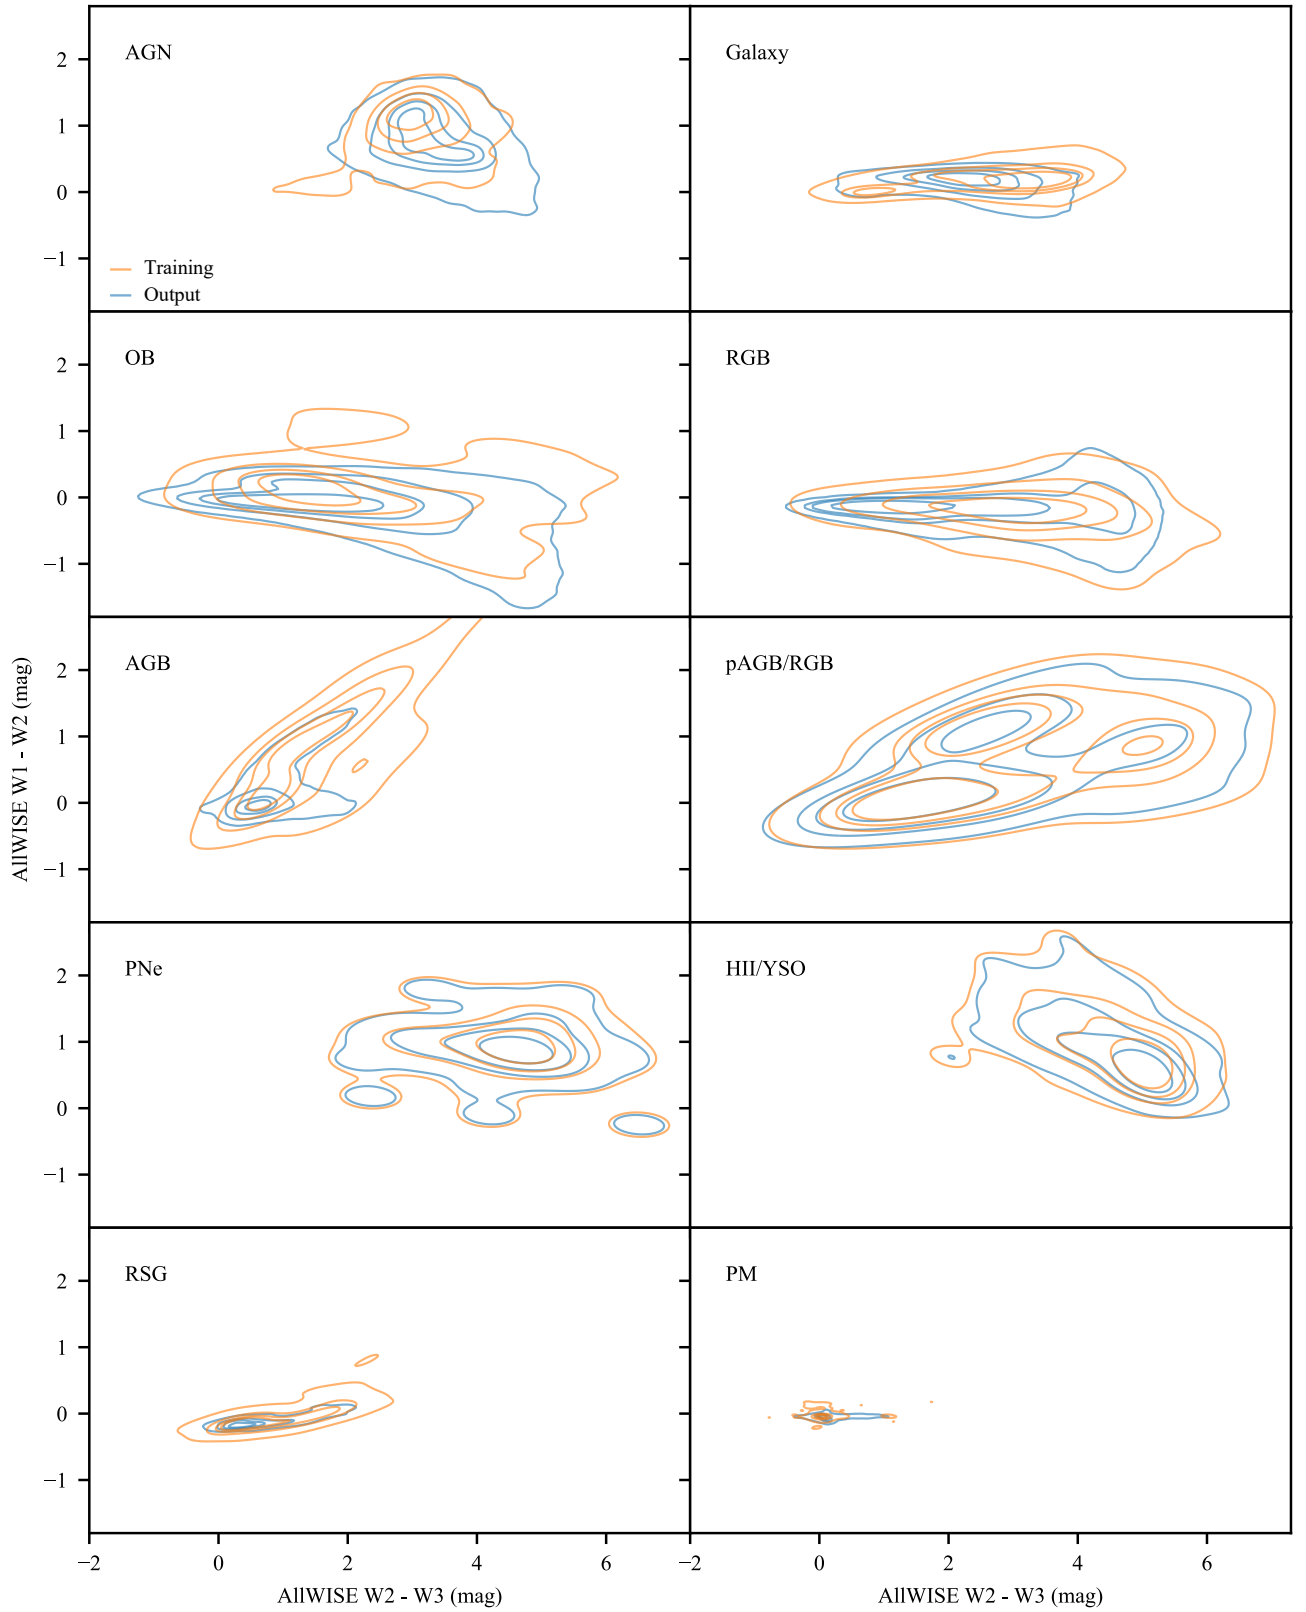 AGN
Galaxy
2
1
0
−1
Training
Output
OB
RGB
2
1
0
−1
AGB
pAGB/RGB
2
1
0
−1
AllWISE W1 - W2 (mag)
PNe
HII/YSO
2
1
0
−1
RSG
PM
2
1
0
−1
−2 0 2 4 6 −2 0 2 4 6
AllWISE W2 - W3 (mag) AllWISE W2 - W3 (mag)